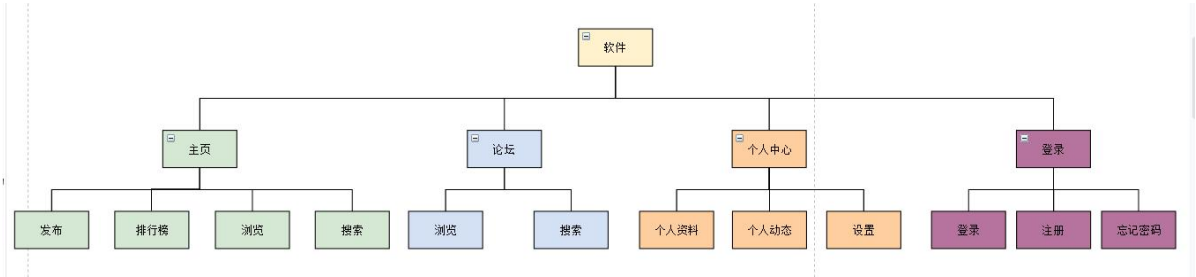 软件
主页
论坛
个人中心
登录
发布
排行榜
浏览
搜索
浏览
搜索
个人资料
个人动态
设置
登录
注册
忘记密码